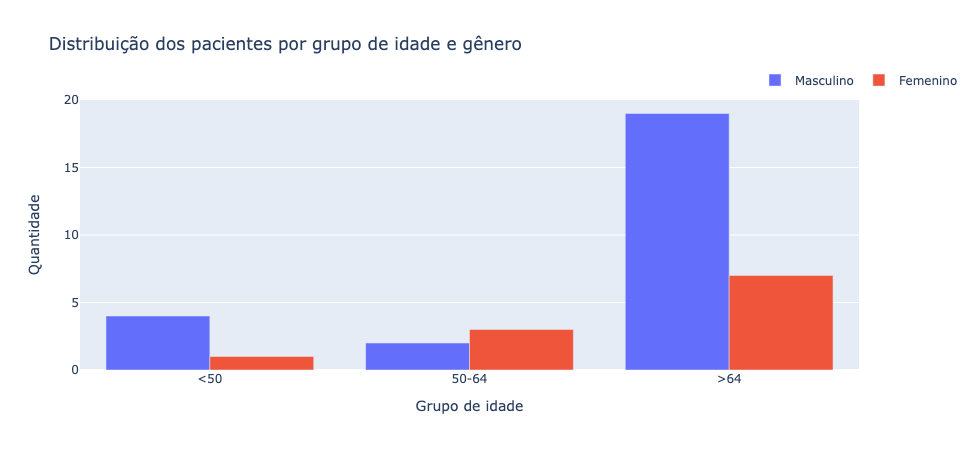 Distribuição dos pacientes por grupo de idade e gênero
Masculino Femenino
20
15
10
5
0
Quantidade
<50 50-64 >64
Grupo de idade